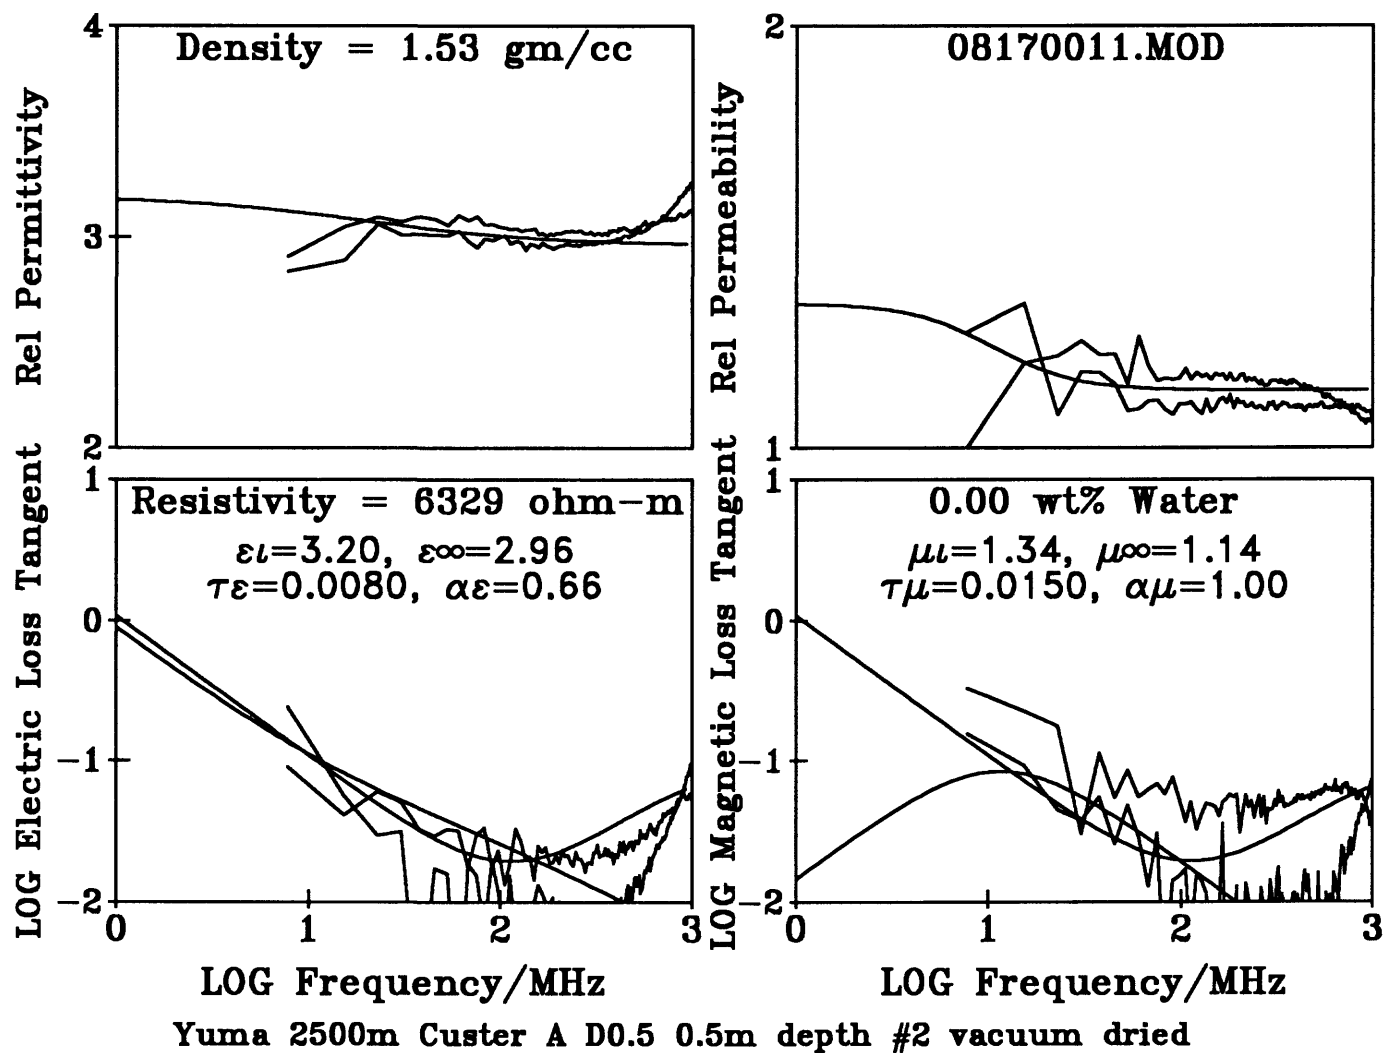 Density = 1.53 gm/cc
08170011.MOD
4
3
2
Rel Permittivity
2
1
Rel Permeability
Resistivity = 6329 ohm-m
ει=3.20, ε∞=2.96
τε=0.0080, αε=0.66
0.00 wt% Water
μι=1.34, μ∞=1.14
τμ=0.0150, αμ=1.00
1
0
-1
-2
LOG Electric Loss Tangent
1
0
-1
-2
LOG Magnetic Loss Tangent
0 1 2 3
0 1 2 3
LOG Frequency/MHz
LOG Frequency/MHz
Yuma 2500m Custer A D0.5 0.5m depth #2 vacuum dried